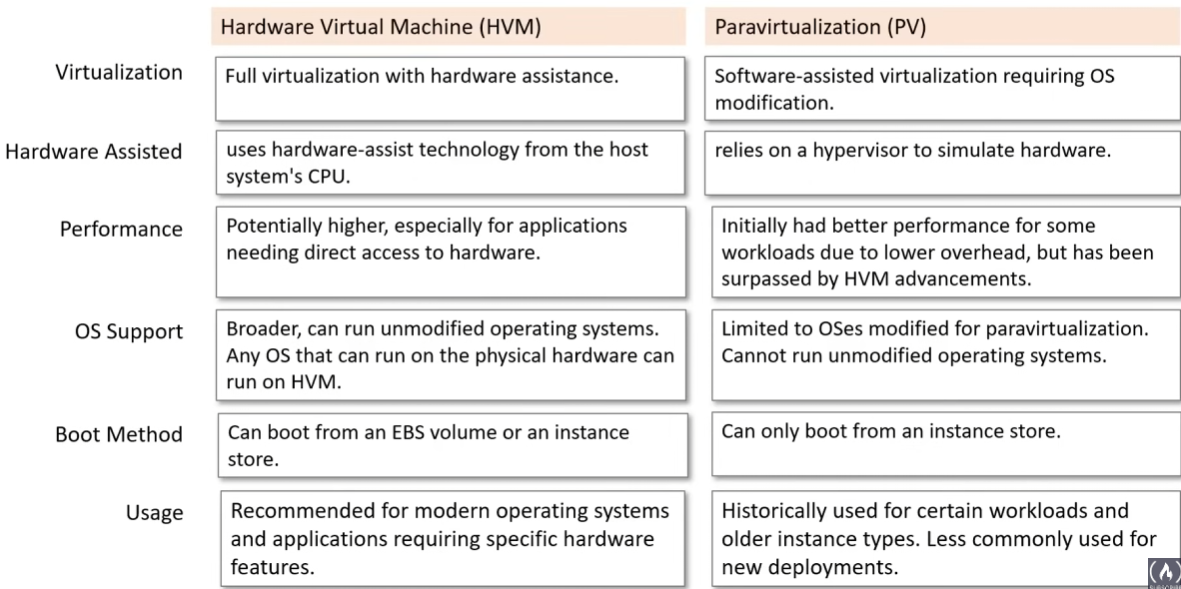 Hardware Virtual Machine (HVM)
Paravirtualization (PV)
Virtualization
Full virtualization with hardware assistance.
Software-assisted virtualization requiring OS
modification.
Hardware Assisted
uses hardware-assist technology from the host
system's CPU.
relies on a hypervisor to simulate hardware.
Performance
Potentially higher, especially for applications
needing direct access to hardware.
Initially had better performance for some
workloads due to lower overhead, but has been
surpassed by HVM advancements.
OS Support
Broader, can run unmodified operating systems.
Any OS that can run on the physical hardware can
run on HVM.
Limited to OSes modified for paravirtualization.
Cannot run unmodified operating systems.
Boot Method
Can boot from an EBS volume or an instance
store.
Can only boot from an instance store.
Usage
Recommended for modern operating systems
and applications requiring specific hardware
features.
Historically used for certain workloads and
older instance types. Less commonly used for
new deployments.
SUBSCRIBE